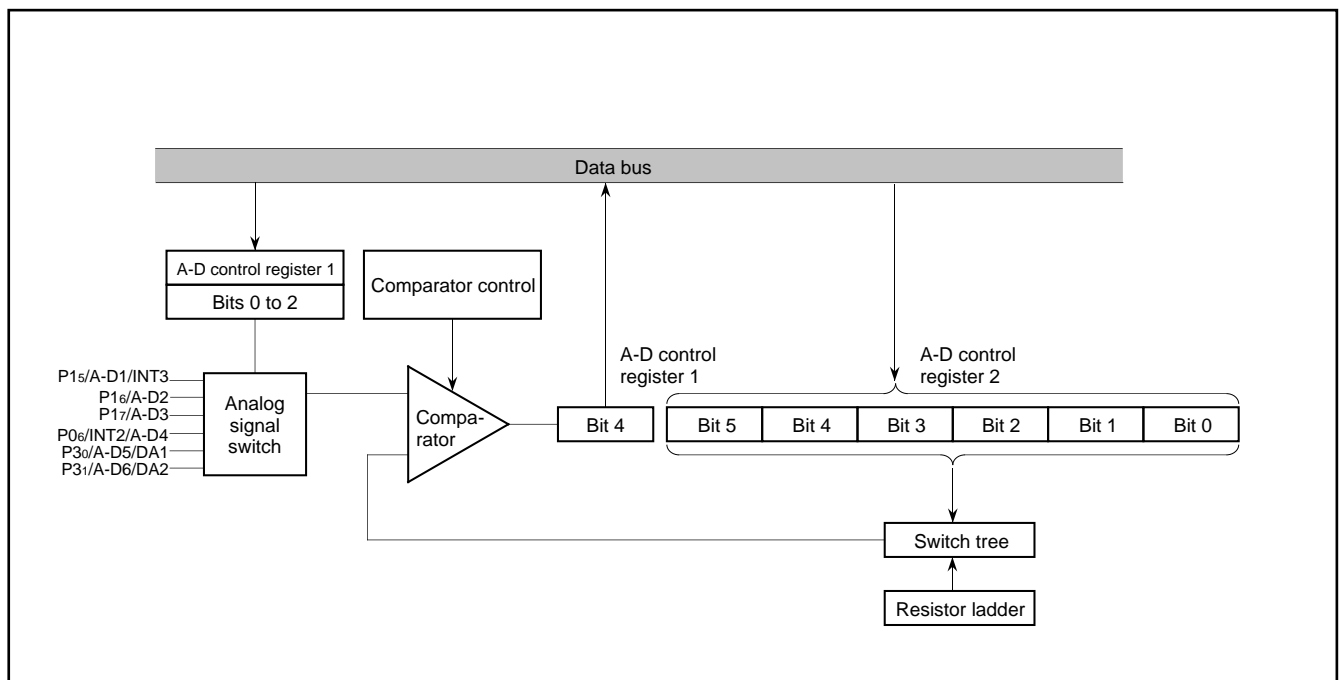 Data bus
A-D control register 1
Bits 0 to 2
Comparator control
A-D control
register 1
A-D control
register 2
P15/A-D1/INT3
P16/A-D2
P17/A-D3
P06/INT2/A-D4
P30/A-D5/DA1
P31/A-D6/DA2
Analog
signal
switch
Compa-
rator
Bit 4
Bit 5
Bit 4
Bit 3
Bit 2
Bit 1
Bit 0
Switch tree
Resistor ladder